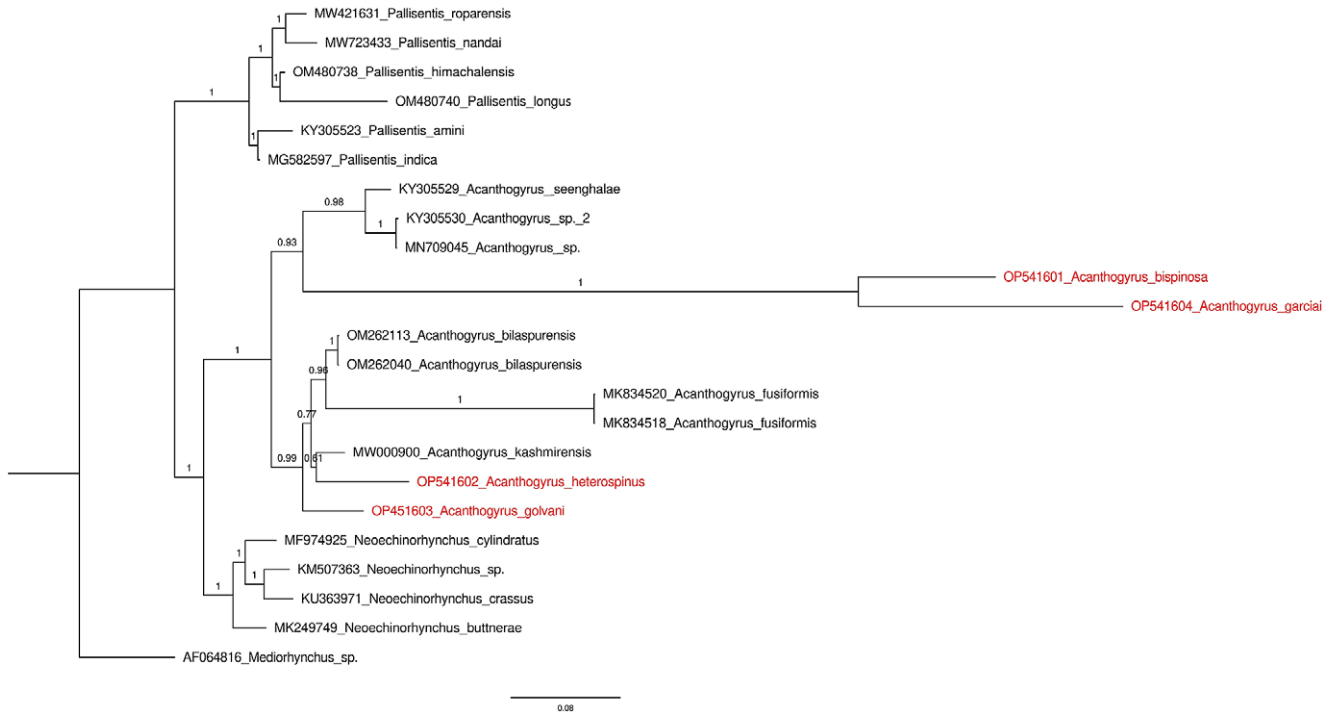 MW421631_Pallisentis_roparensis
1
MW723433_Pallisentis_nandai
1
OM480738_Pallisentis_himachalensis
1
1
OM480740_Pallisentis_longus
KY305523_Pallisentis_amini
1
MG582597_Pallisentis_indica
KY305529_Acanthogyrus_seenghalae
0.98
KY305530_Acanthogyrus_sp._2
1
0.93
MN709045_Acanthogyrus_sp.
OP541601_Acanthogyrus_bispinosa
1
OP541604_Acanthogyrus_garciai
OM262113_Acanthogyrus_bilaspurensis
1
1
OM262040_Acanthogyrus_bilaspurensis
0.96
MK834520_Acanthogyrus_fusiformis
1
0.77
MK834518_Acanthogyrus_fusiformis
MW000900_Acanthogyrus_kashmirensis
0.99
0.61
1
OP541602_Acanthogyrus_heterospinus
OP451603_Acanthogyrus_golvani
MF974925_Neoechinorhynchus_cylindratus
1
KM507363_Neoechinorhynchus_sp.
1
1
KU363971_Neoechinorhynchus_crassus
MK249749_Neoechinorhynchus_buttnerae
AF064816_Mediorhynchus_sp.
0.08